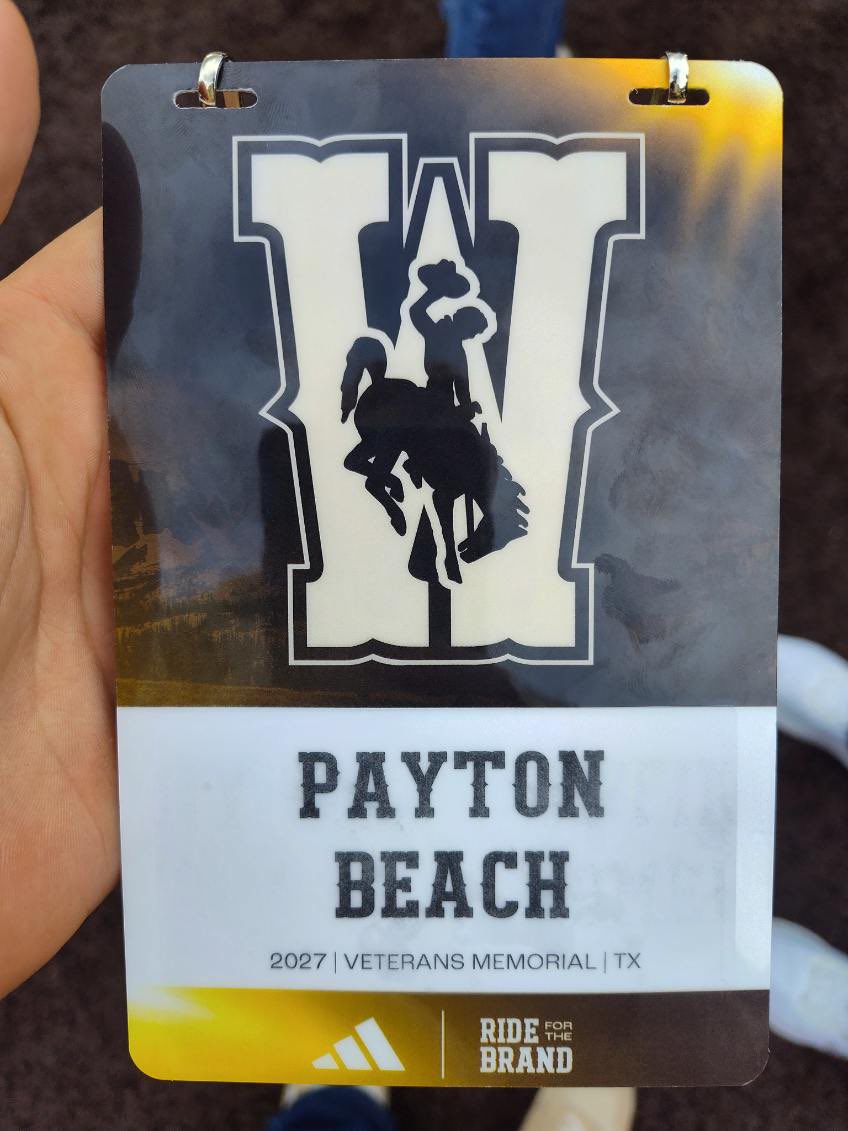 W
PAYTON
BEACH
2027 | VETERANS MEMORIAL | TX
RIDE FOR THE
BRAND